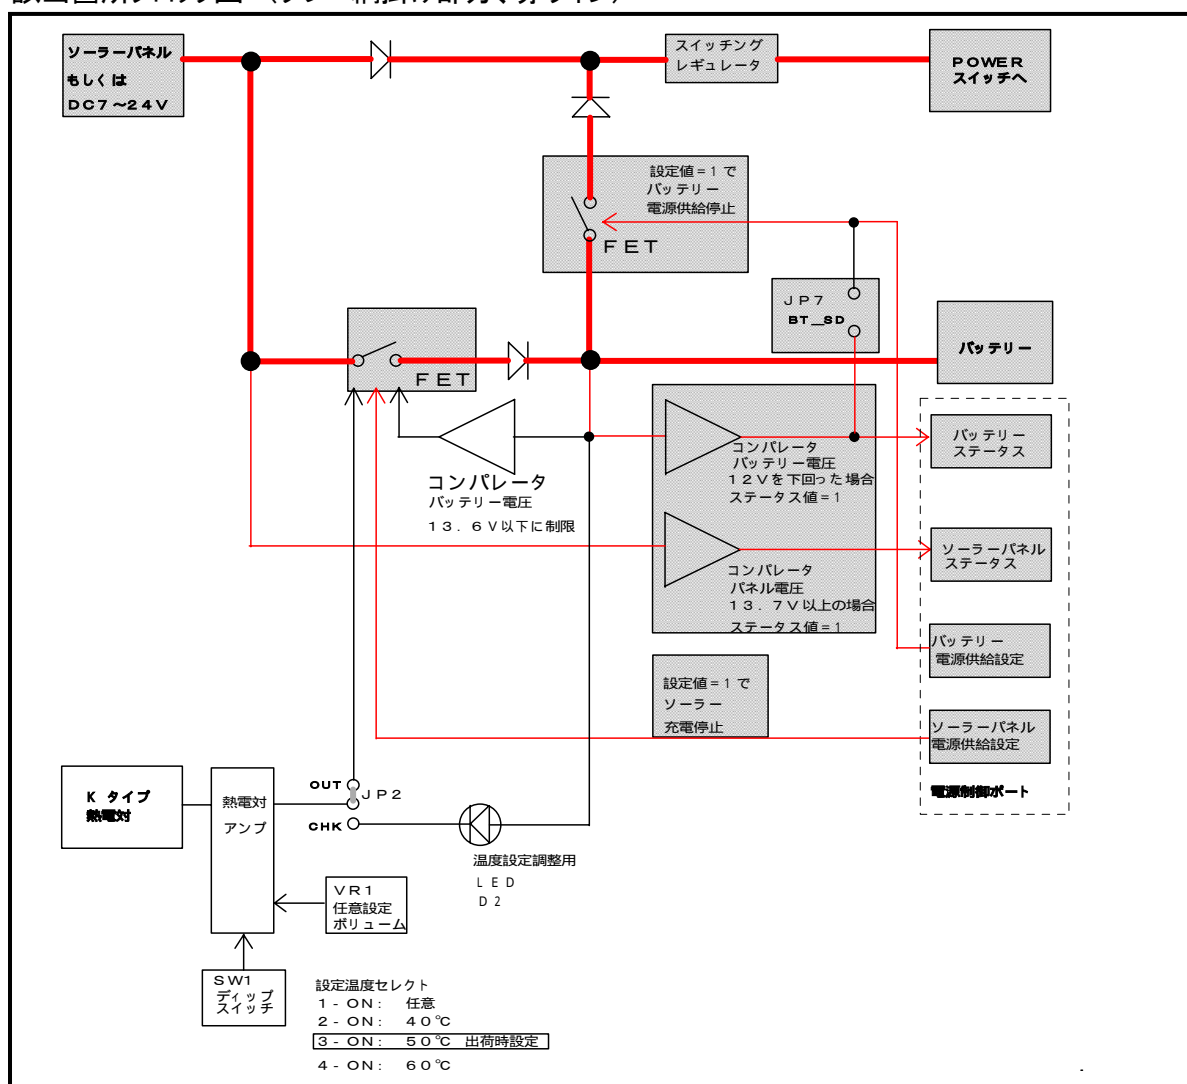 ソーラーパネル
もしくは
DC7～24V
スイッチング
レギュレータ
POWER
スイッチへ
設定値=1で
バッテリー
電源供給停止
FET
JP7
BT_SD
バッテリー
FET
コンパレータ
バッテリー電圧
13.6V以下に制限
コンパレータ
バッテリー電圧
12Vを下回った場合
ステータス値=1
コンパレータ
パネル電圧
13.7V以上の場合
ステータス値=1
バッテリー
ステータス
ソーラーパネル
ステータス
バッテリー
電源供給設定
ソーラーパネル
電源供給設定
電源制御ポート
設定値=1で
ソーラー
充電停止
K タイプ
熱電対
熱電対
アンプ
OUT
JP2
CHK
温度設定調整用
LED
D2
VR1
任意設定
ボリューム
SW1
ディップ
スイッチ
設定温度セレクト
1-ON: 任意
2-ON: 40℃
3-ON: 50℃ 出荷時設定
4-ON: 60℃